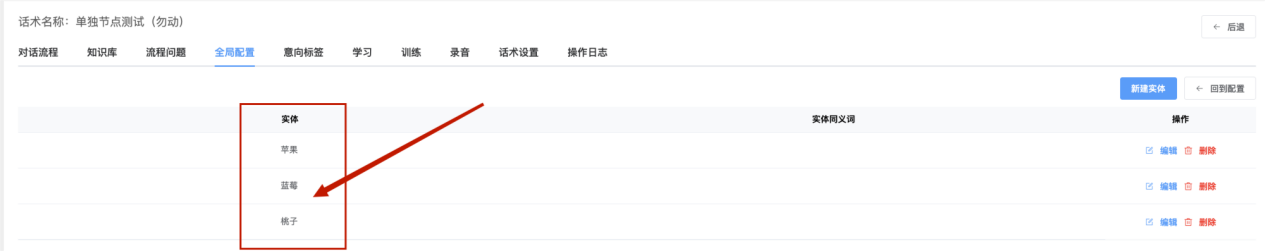 话术名称：单独节点测试（勿动）
← 后退
对话流程 知识库 流程问题 全局配置 意向标签 学习 训练 录音 话术设置 操作日志
新建实体 ← 回到配置
实体 实体同义词 操作
苹果 编辑 删除
蓝莓 编辑 删除
桃子 编辑 删除